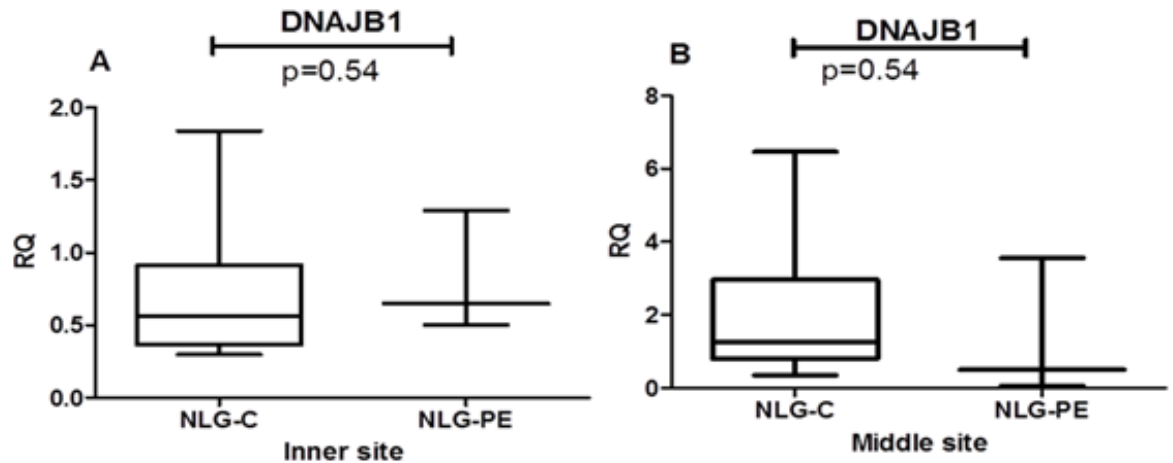 DNAJB1
A
p=0.54
2.0
1.5
1.0
0.5
0.0
RQ
NLG-C
NLG-PE
Inner site
DNAJB1
B
p=0.54
8
6
4
2
0
RQ
NLG-C
NLG-PE
Middle site